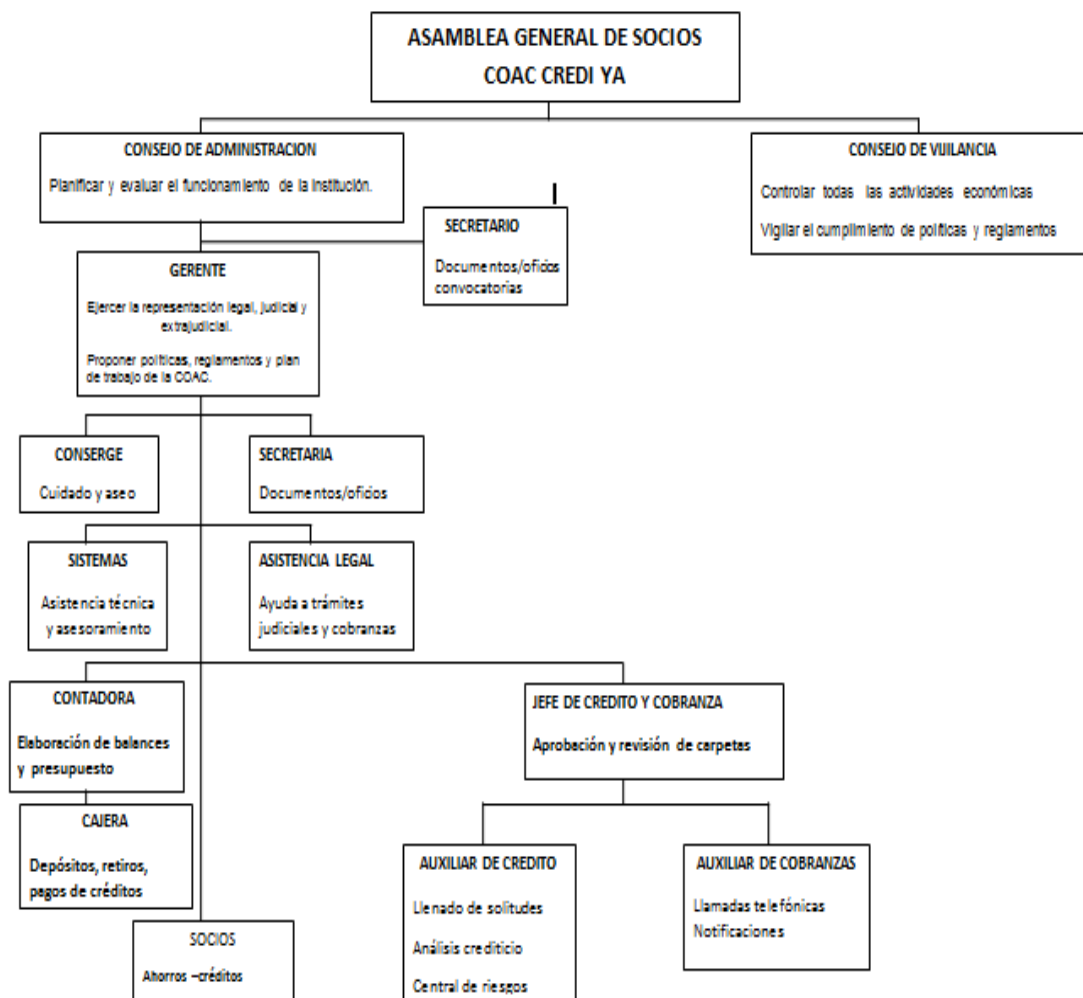 ASAMBLEA GENERAL DE SOCIOS
COAC CREDI YA
CONSEJO DE ADMINISTRACION
Planificar y evaluar el funcionamiento de la institución.
CONSEJO DE VIJILANCIA
Controlar todas las actividades económicas
Vigilar el cumplimiento de políticas y reglamentos
SECRETARIO
Documentos/oficios
convocatorias
GERENTE
Ejercer la representación legal, judicial y
extrajudicial.
Proponer políticas, reglamentos y plan
de trabajo de la COAC.
CONSERGE
Cuidado y aseo
SECRETARIA
Documentos/oficios
SISTEMAS
Asistencia técnica
y asesoramiento
ASISTENCIA LEGAL
Ayuda a trámites
judiciales y cobranzas
CONTADORA
Elaboración de balances
y presupuesto
JEFE DE CREDITO Y COBRANZA
Aprobación y revisión de carpetas
CAJERA
Depósitos, retiros,
pagos de créditos
AUXILIAR DE CREDITO
Llenado de solitudes
Análisis crediticio
Central de riesgos
AUXILIAR DE COBRANZAS
Llamadas telefónicas
Notificaciones
SOCIOS
Ahorros –créditos